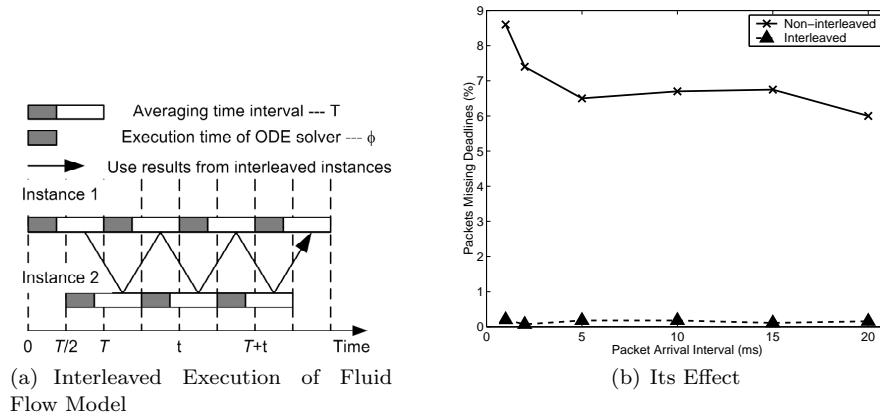 Averaging time interval --- T
Execution time of ODE solver --- ϕ
Use results from interleaved instances
Instance 1
Instance 2
0 T/2 T t T+t Time
(a) Interleaved Execution of Fluid
Flow Model
9
8
7
6
5
4
3
2
1
0
Packets Missing Deadlines (%)
Non-interleaved
Interleaved
0 5 10 15 20
Packet Arrival Interval (ms)
(b) Its Effect